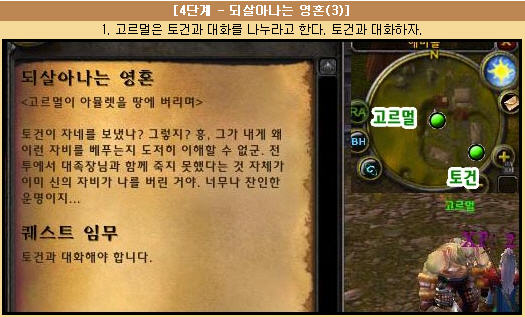 [4단계 - 되살아나는 영혼(3)]
1. 고르멀은 토건과 대화를 나누라고 한다. 토건과 대화하자.
되살아나는 영혼
<고르멀이 아뮬렛을 땅에 버리며>
토건이 자네를 보냈나? 그렇지? 흥, 그가 내게 왜
이런 자비를 베푸는지 도저히 이해할 수 없군. 전
투에서 대족장님과 함께 죽지 못했다는 것 자체가
이미 신의 자비가 나를 버린 거야. 너무나 잔인한
운명이지...
퀘스트 임무
토건과 대화해야 합니다.
N
RA
고르멀
BH
토건
고르멀